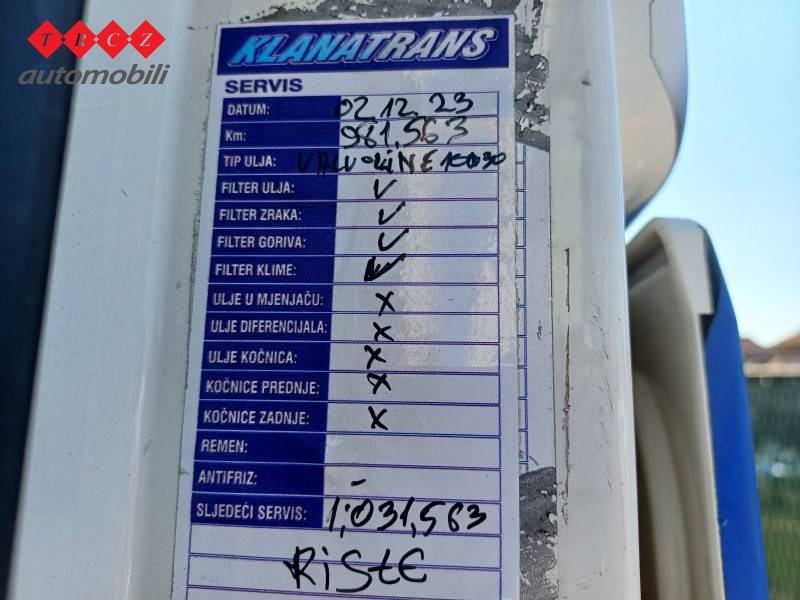 TRCZ
automobili
KLANATRANS
SERVIS
DATUM: 02.12.23
Km: 981.563
TIP ULJA: VALVOLINE 10W30
FILTER ULJA: ✓
FILTER ZRAKA: ✓
FILTER GORIVA: ✓
FILTER KLIME: ✓
ULJE U MJENJAČU: X
ULJE DIFERENCIJALA: X
ULJE KOČNICA: X
KOČNICE PREDNJE: X
KOČNICE ZADNJE: X
REMEN:
ANTIFRIZ: -
SLJEDEĆI SERVIS: 1.031,563
RiStE